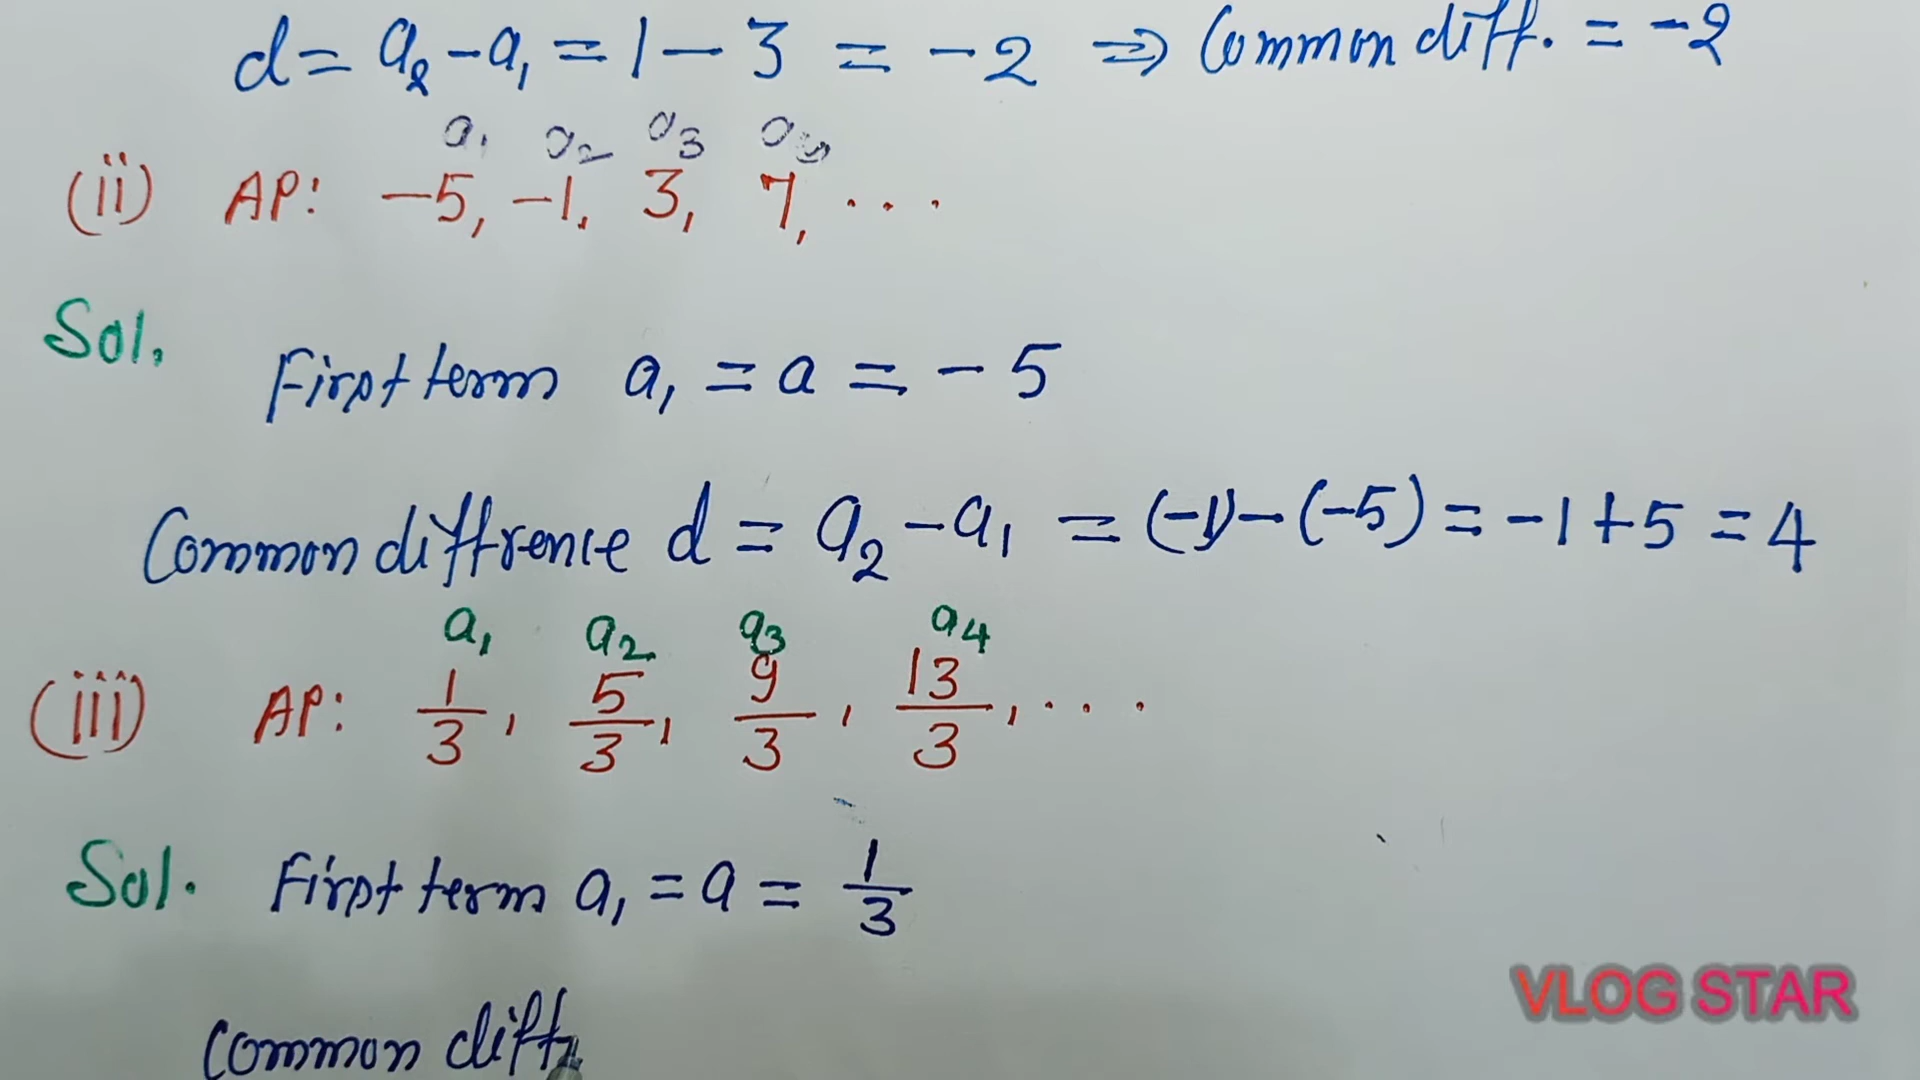 d = a₂ - a₁ = 1 - 3 = -2 ⇒ Common diff. = -2
a₁ a₂ a₃
(ii) AP: -5, -1, 3, 7, ...
Sol.
First term a₁ = a = -5
Common diffrence d = a₂ - a₁ = (-1) - (-5) = -1 + 5 = 4
a₁ a₂ a₃ a₄
(iii) AP: 1/3, 5/3, 9/3, 13/3, ....
Sol. First term a₁ = a = 1/3
Common diff
VLOG STAR